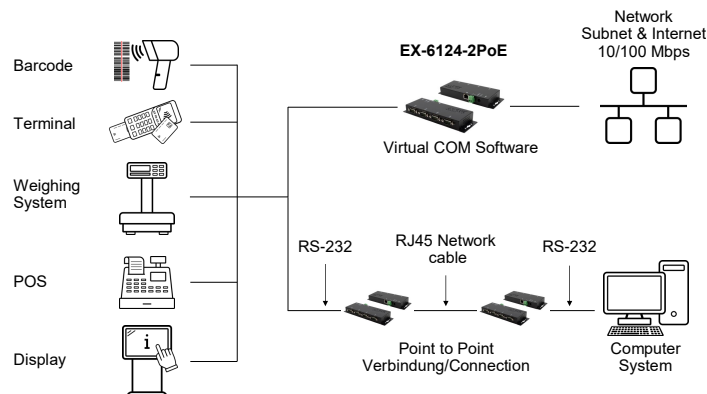 Barcode
Terminal
Weighing
System
POS
Display
i
EX-6124-2PoE
Virtual COM Software
Network
Subnet & Internet
10/100 Mbps
RS-232
RJ45 Network
cable
RS-232
Point to Point
Verbindung/Connection
Computer
System